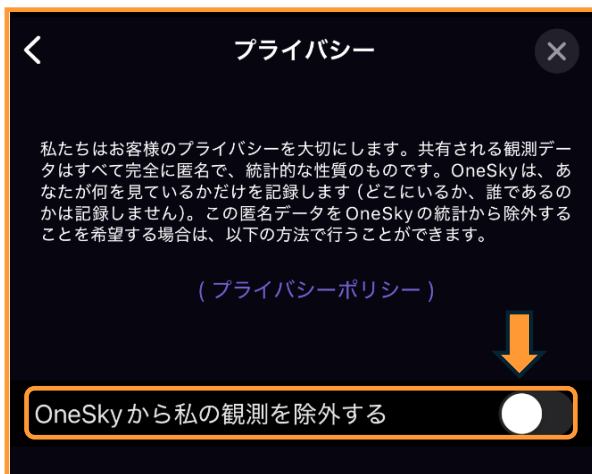 プライバシー
私たちはお客様のプライバシーを大切にします。共有される観測デー
タはすべて完全に匿名で、統計的な性質のものです。OneSkyは、あ
なたが何を見ているかだけを記録します（どこにいるか、誰であるの
かは記録しません）。この匿名データをOneSkyの統計から除外する
ことを希望する場合は、以下の方法で行うことができます。
( プライバシーポリシー )
OneSkyから私の観測を除外する